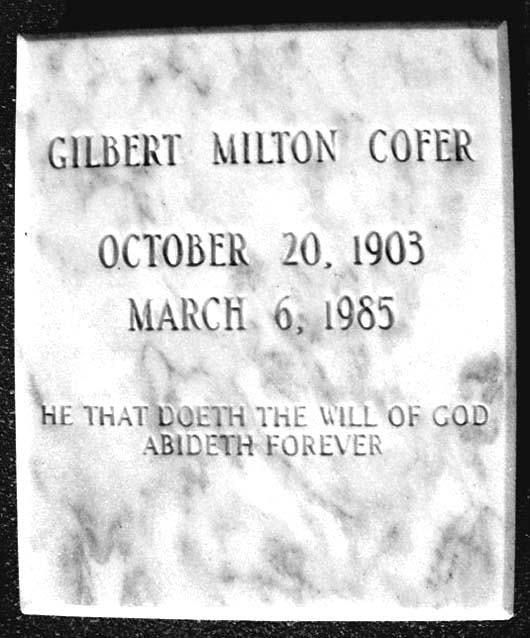 GILBERT MILTON COFER
OCTOBER 20, 1903
MARCH 6, 1985
HE THAT DOETH THE WILL OF GOD
ABIDETH FOREVER